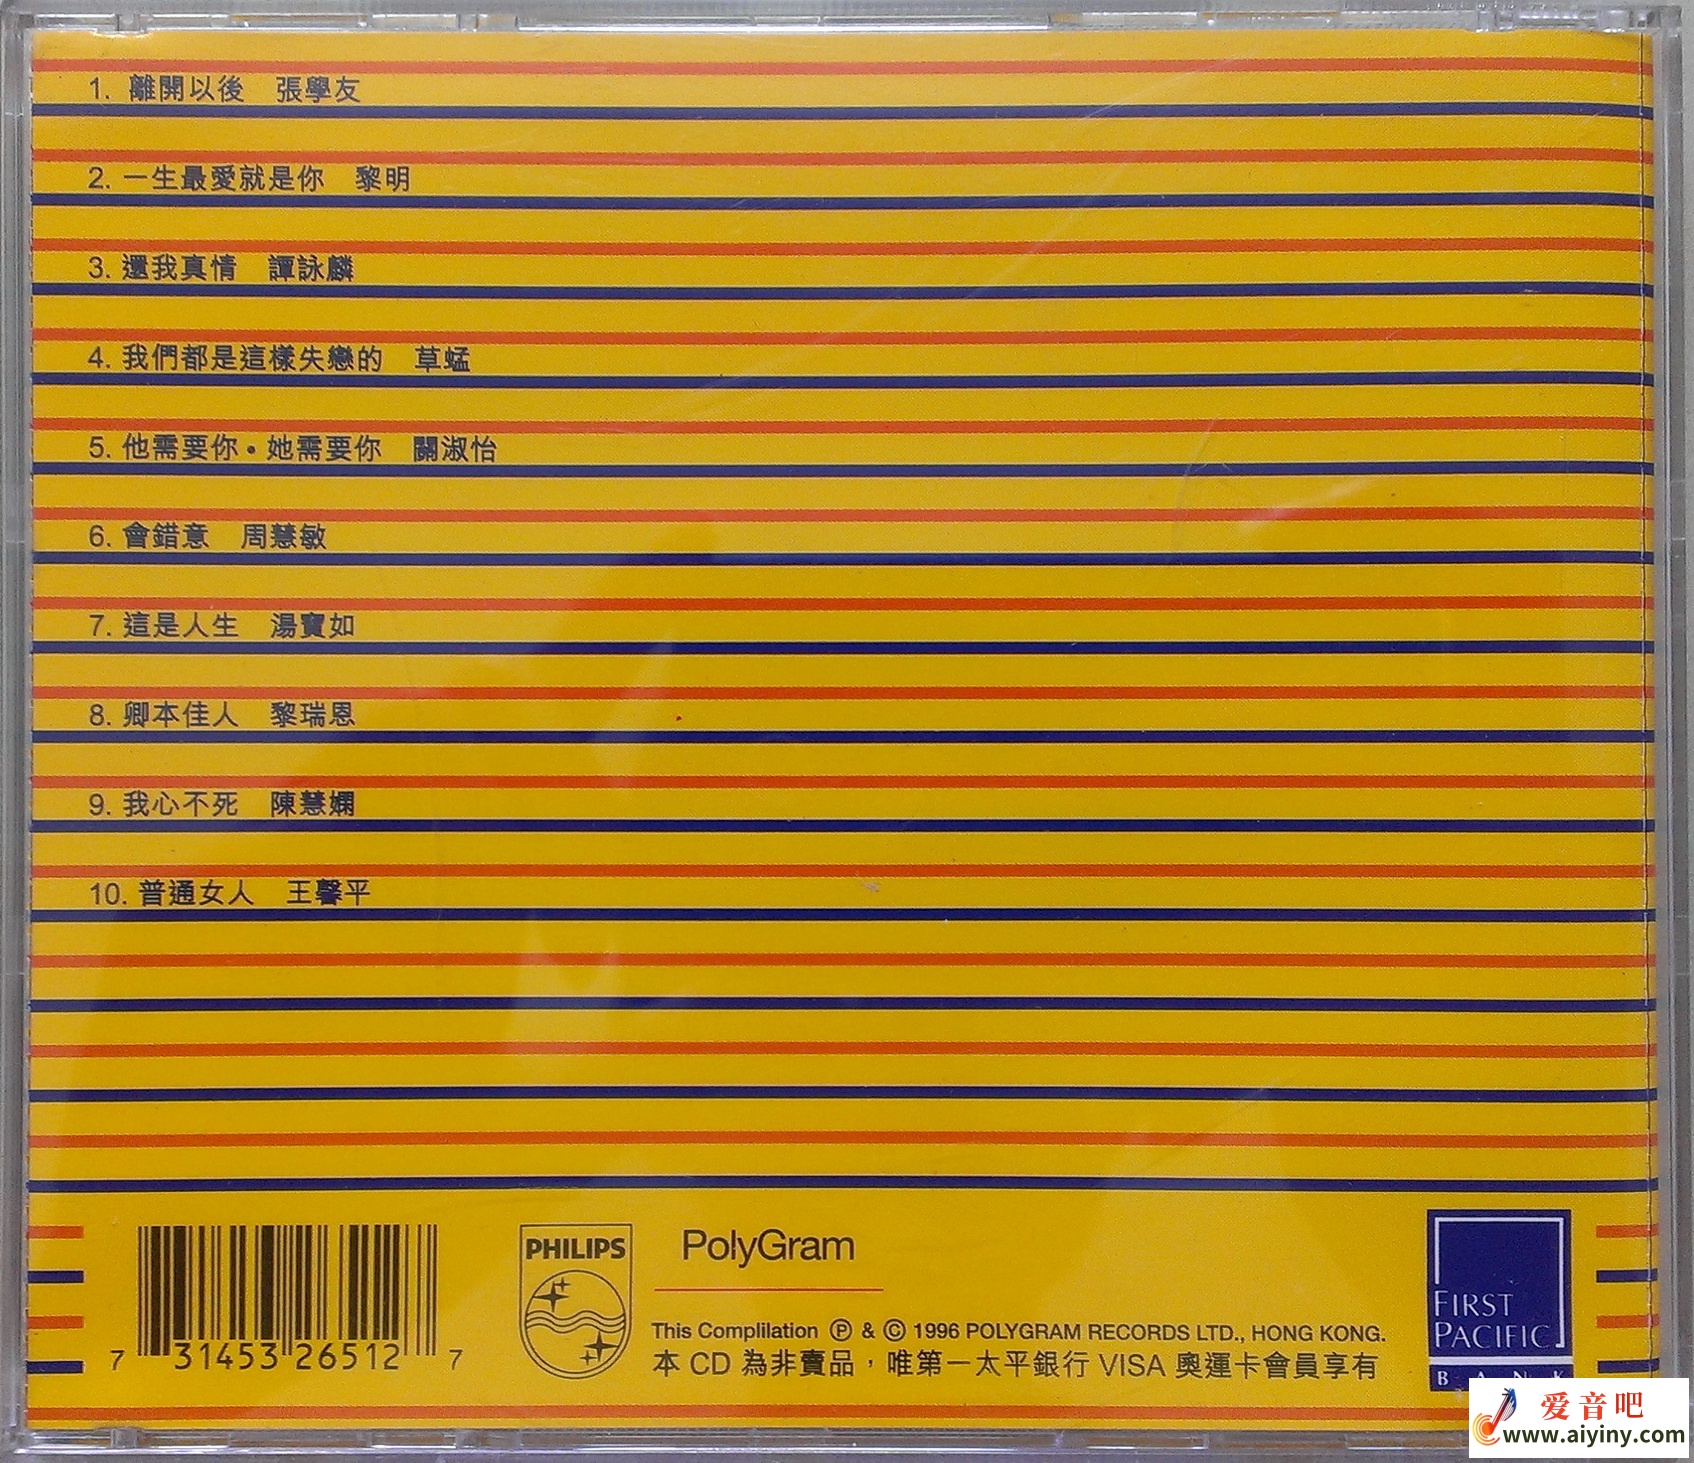 1. 離開以後 張學友
2. 一生最愛就是你 黎明
3. 還我真情 譚詠麟
4. 我們都是這樣失戀的 草蜢
5. 他需要你•她需要你 關淑怡
6. 會錯意 周慧敏
7. 這是人生 湯寶如
8. 卿本佳人 黎瑞恩
9. 我心不死 陳慧嫻
10. 普通女人 王馨平
7 31453 26512 7
PHILIPS
PolyGram
This Complilation Ⓟ & © 1996 POLYGRAM RECORDS LTD., HONG KONG.
本 CD 為非賣品，唯第一太平銀行 VISA 奧運卡會員享有
FIRST
PACIFIC
BANK
爱音吧
www.aiyiny.com